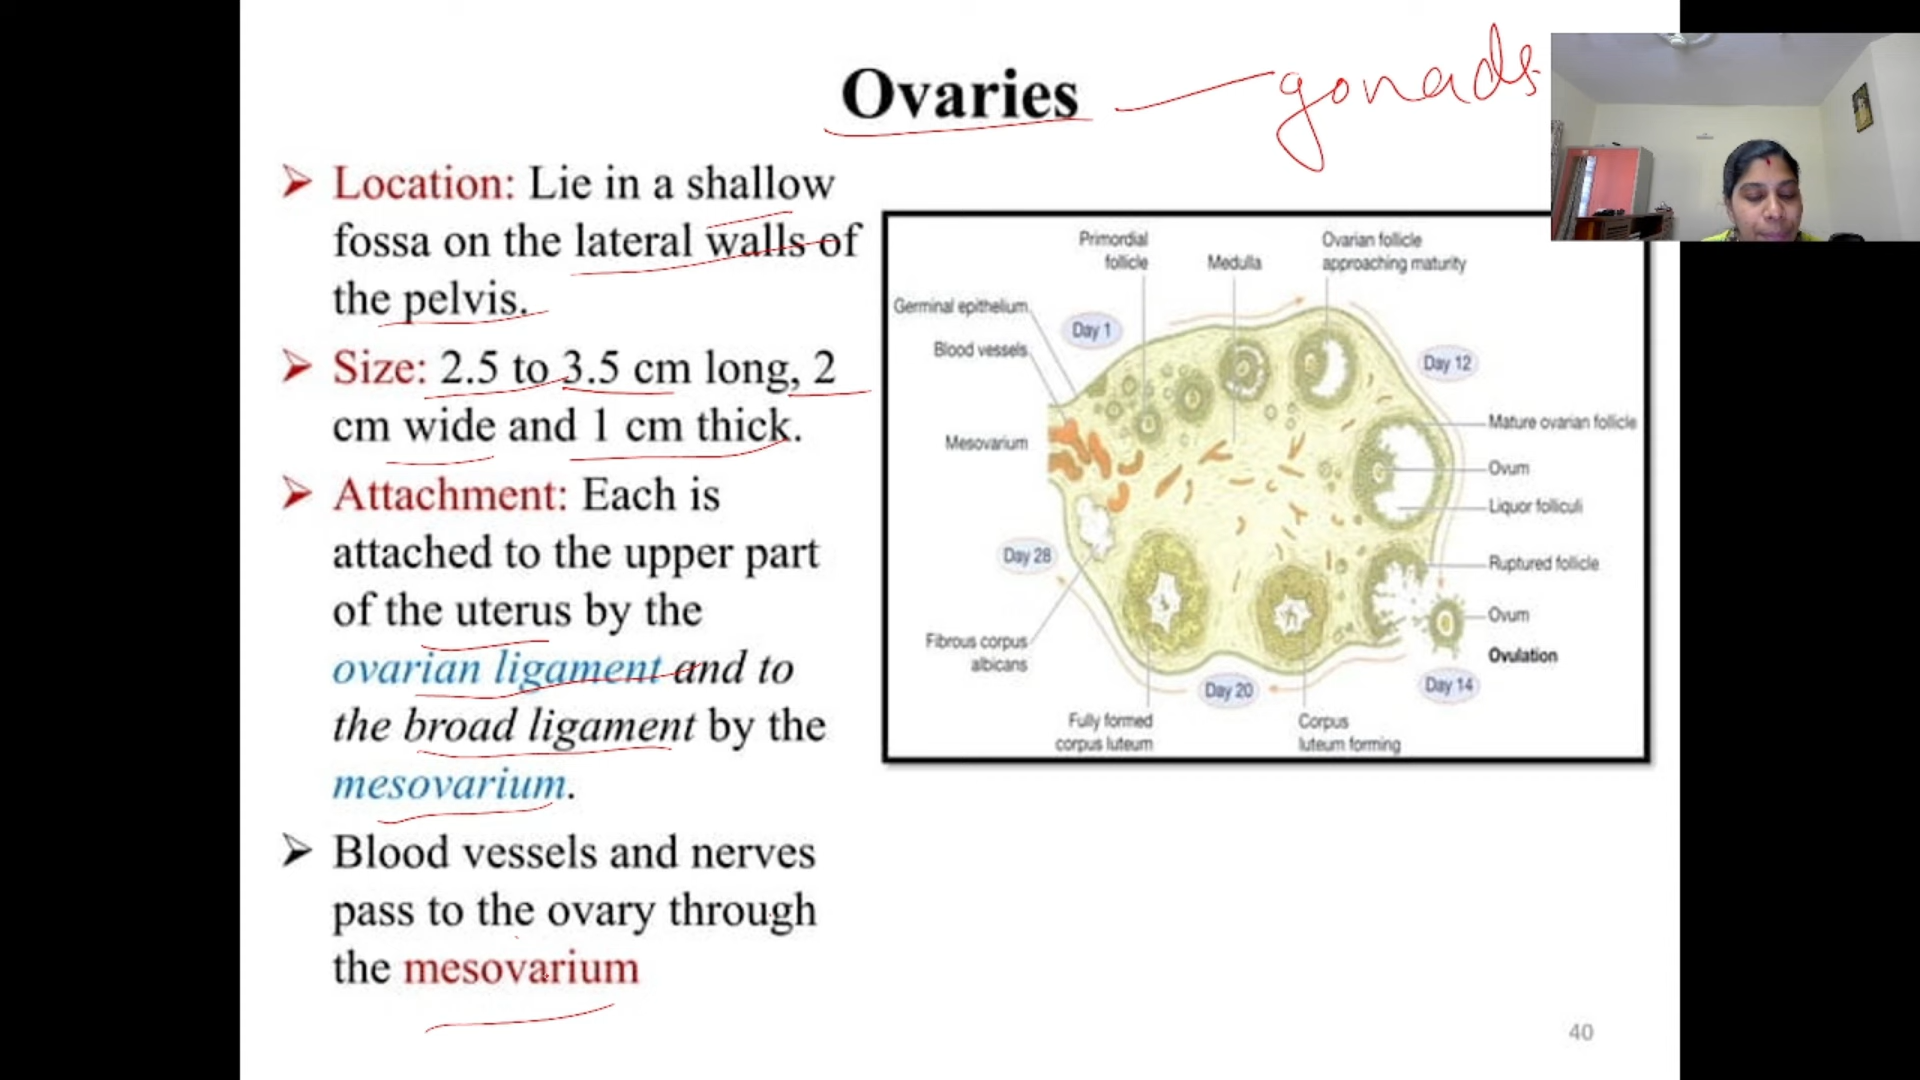 Ovaries
gonads
➢ Location: Lie in a shallow
fossa on the lateral walls of
the pelvis.
➢ Size: 2.5 to 3.5 cm long, 2
cm wide and 1 cm thick.
➢ Attachment: Each is
attached to the upper part
of the uterus by the
ovarian ligament and to
the broad ligament by the
mesovarium.
➢ Blood vessels and nerves
pass to the ovary through
the mesovarium
Primordial
follicle
Medulla
Ovarian follicle
approaching maturity
Germinal epithelium
Day 1
Blood vessels
Day 12
Mature ovarian follicle
Mesovarium
Ovum
Liquor folliculi
Day 28
Ruptured follicle
Ovum
Fibrous corpus
albicans
Ovulation
Day 20
Day 14
Fully formed
corpus luteum
Corpus
luteum forming
40